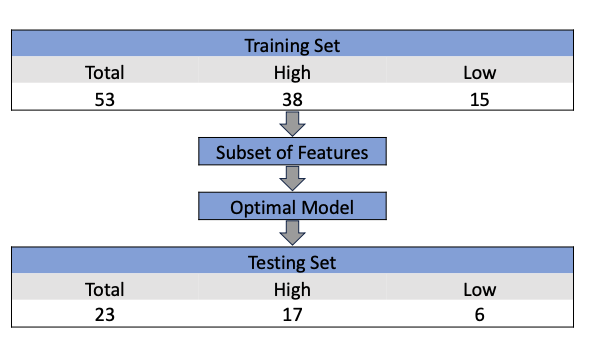 Training Set
Total High Low
53 38 15
Subset of Features
Optimal Model
Testing Set
Total High Low
23 17 6